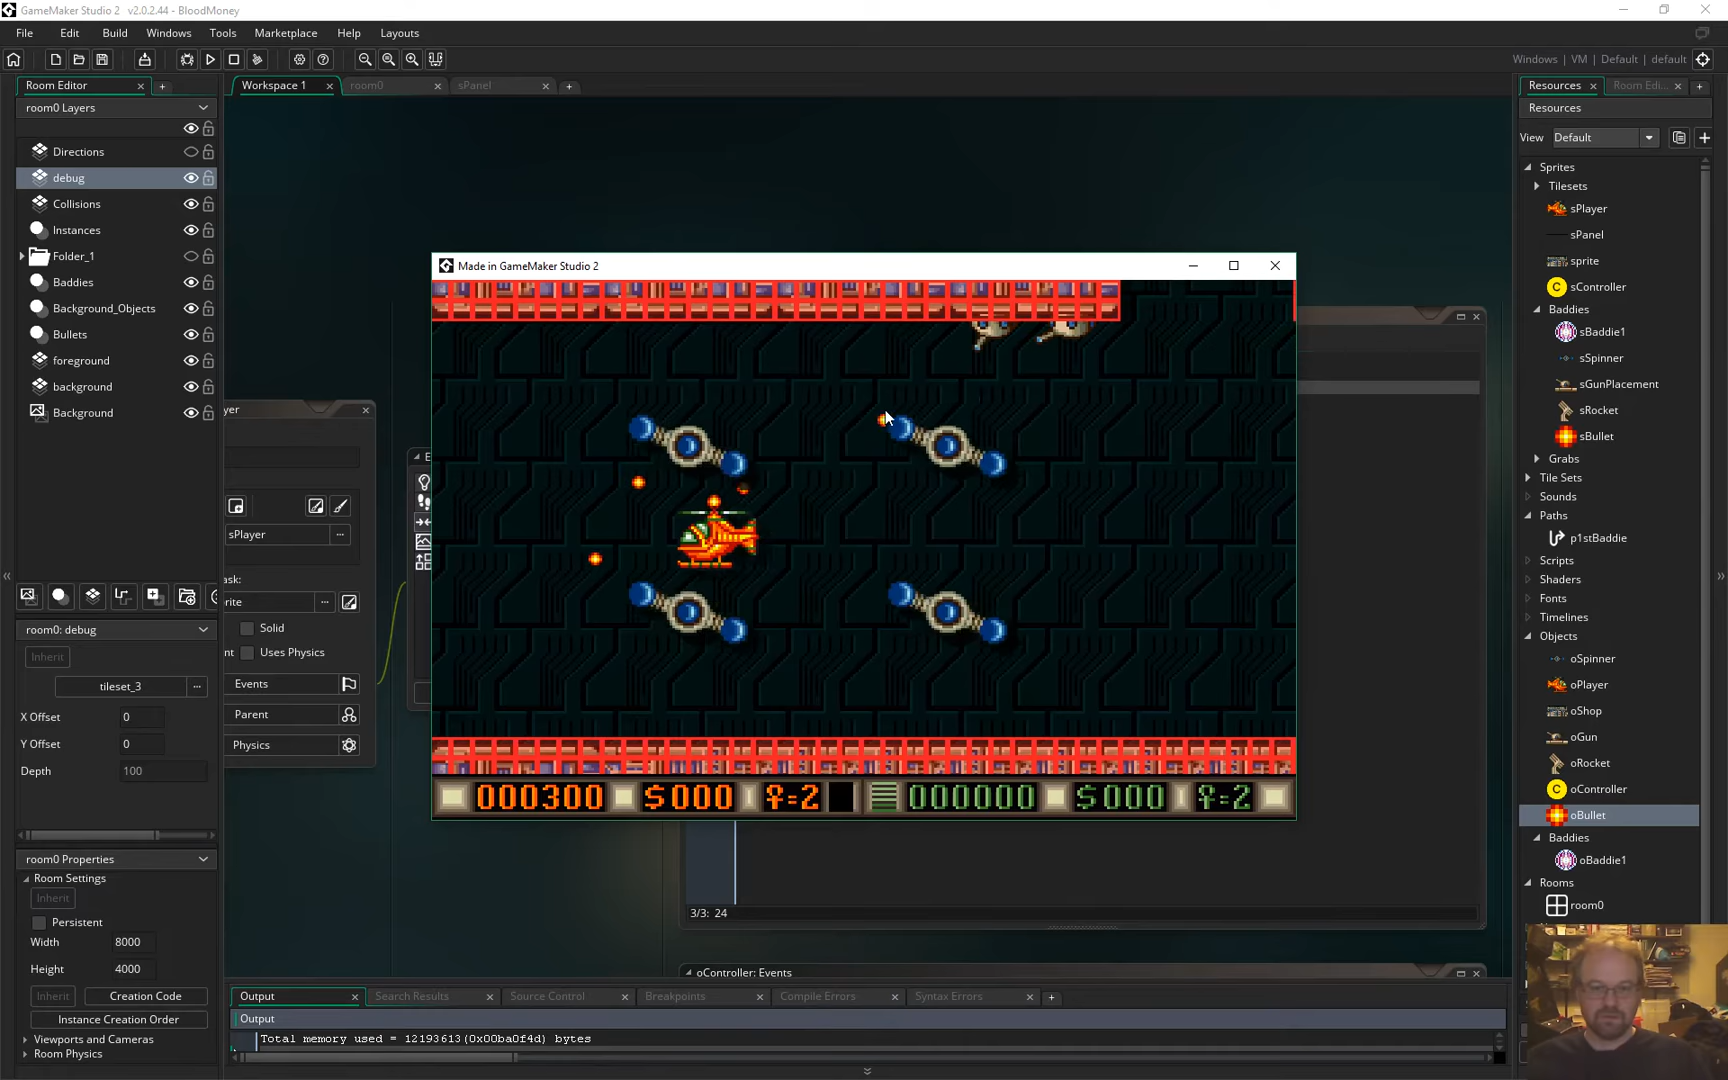 GameMaker Studio 2 v2.0.2.44 - BloodMoney
File Edit Build Windows Tools Marketplace Help Layouts
Windows | VM | Default | default
Room Editor
Workspace 1
room0
sPanel
Resources
Room Edi...
room0 Layers
Directions
debug
Collisions
Instances
Folder_1
Baddies
Background_Objects
Bullets
foreground
background
Background
room0: debug
Inherit
tileset_3
X Offset 0
Y Offset 0
Depth 100
room0 Properties
Room Settings
Inherit
Persistent
Width 8000
Height 4000
Inherit
Creation Code
Instance Creation Order
Viewports and Cameras
Room Physics
yer
sPlayer
ask:
rite
Solid
nt
Uses Physics
Events
Parent
Physics
E
Made in GameMaker Studio 2
000300 $000 =2 000000 $000 =2
3/3: 24
oController: Events
Output
Search Results
Source Control
Breakpoints
Compile Errors
Syntax Errors
Output
Total memory used = 12193613(0x00ba0f4d) bytes
Resources
View Default
Sprites
Tilesets
sPlayer
sPanel
sprite
sController
Baddies
sBaddie1
sSpinner
sGunPlacement
sRocket
sBullet
Grabs
Tile Sets
Sounds
Paths
p1stBaddie
Scripts
Shaders
Fonts
Timelines
Objects
oSpinner
oPlayer
oShop
oGun
oRocket
oController
oBullet
Baddies
oBaddie1
Rooms
room0